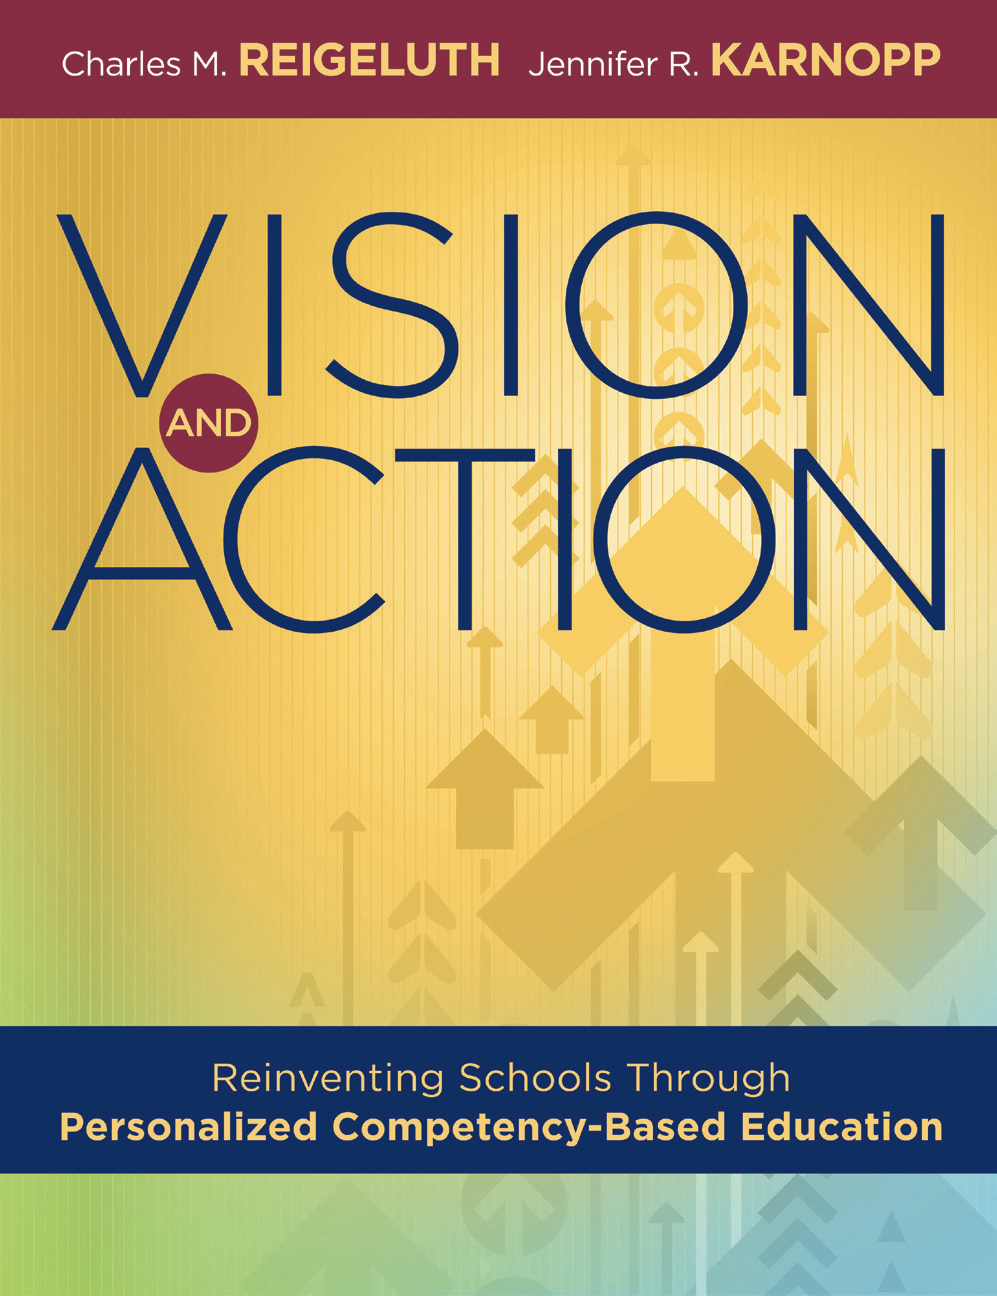 Charles M. REIGELUTH Jennifer R. KARNOPP
VISION
AND
ACTION
Reinventing Schools Through
Personalized Competency-Based Education